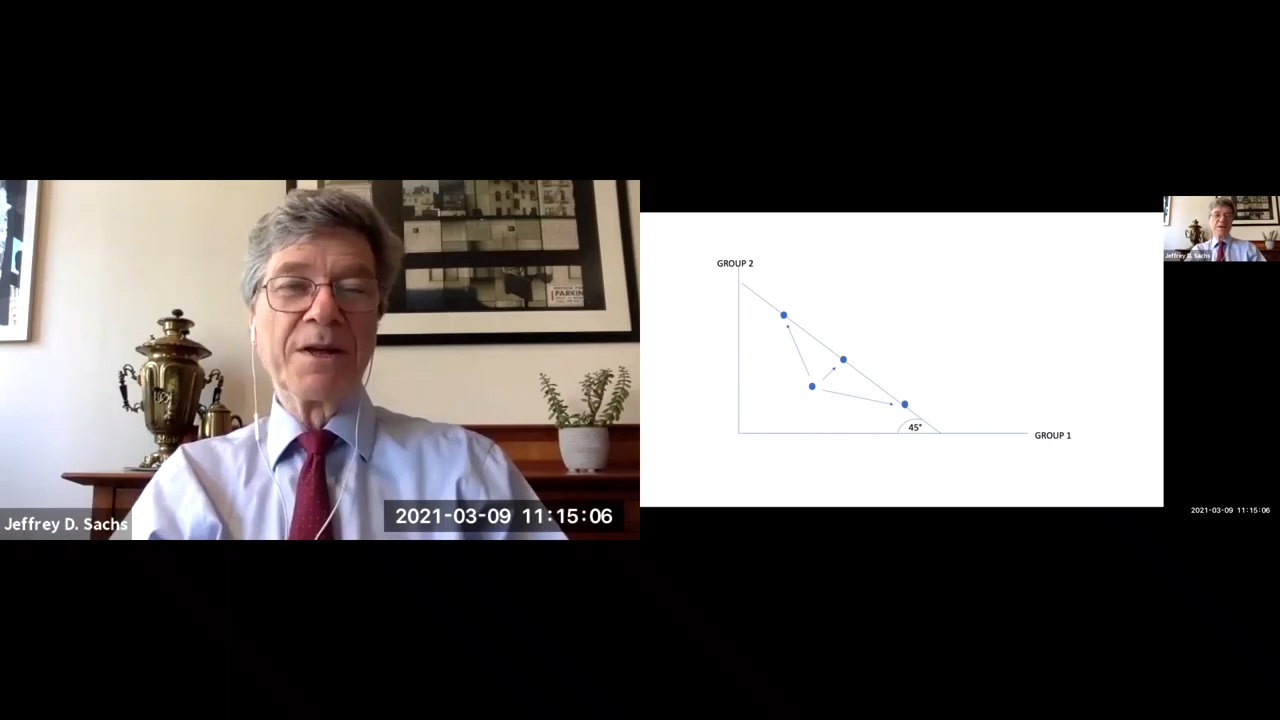 PARKIN
Jeffrey D. Sachs
2021-03-09 11:15:06
GROUP 2
45°
GROUP 1
Jeffrey D. Sachs
2021-03-09 11:15:06